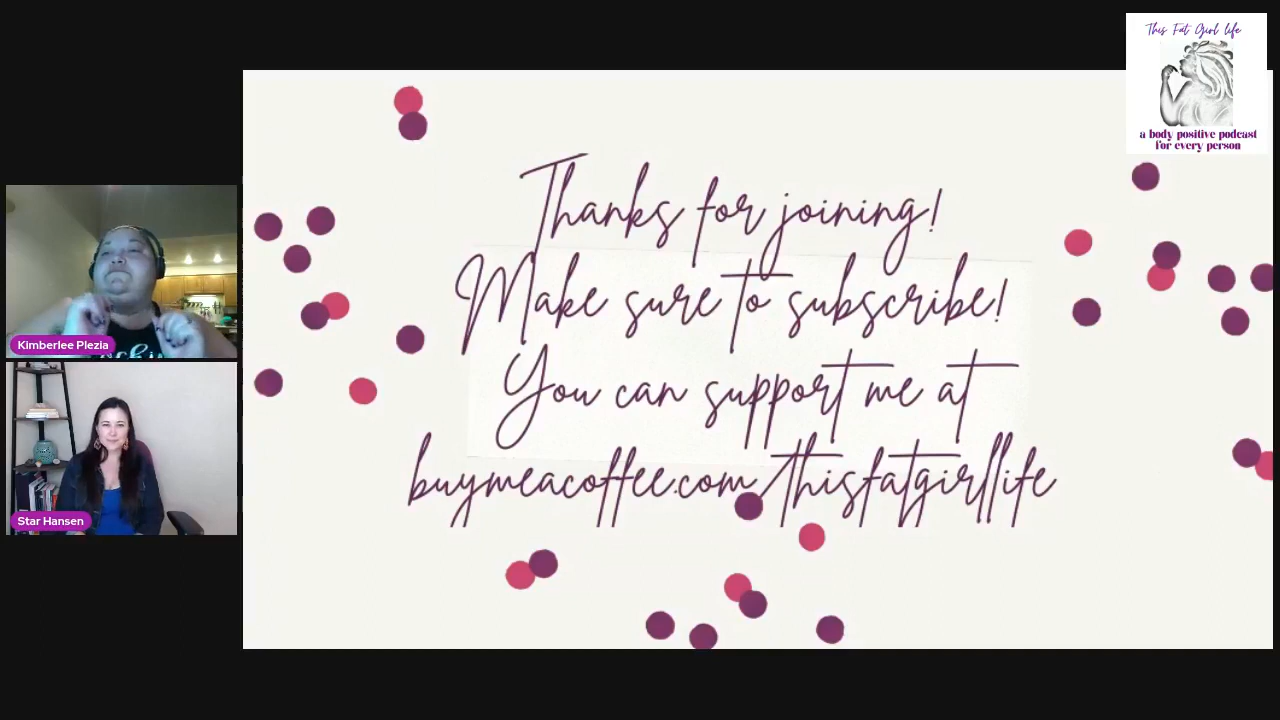 This Fat Girl life
a body positive podcast
for every person
Thanks for joining!
Make sure to subscribe!
You can support me at
buymeacoffee.com/thisfatgirllife
Kimberlee Plezia
Star Hansen